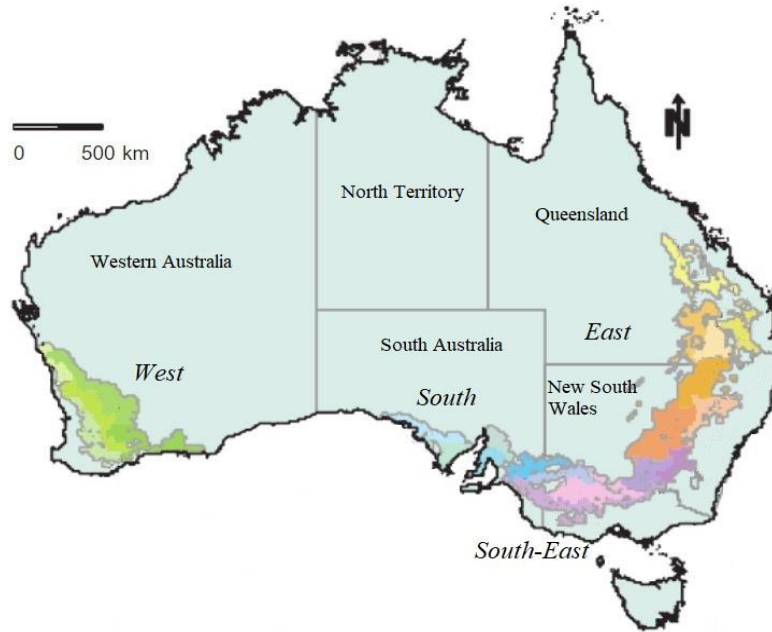 N
0 500 km
North Territory
Queensland
Western Australia
East
South Australia
West
New South
Wales
South
South-East